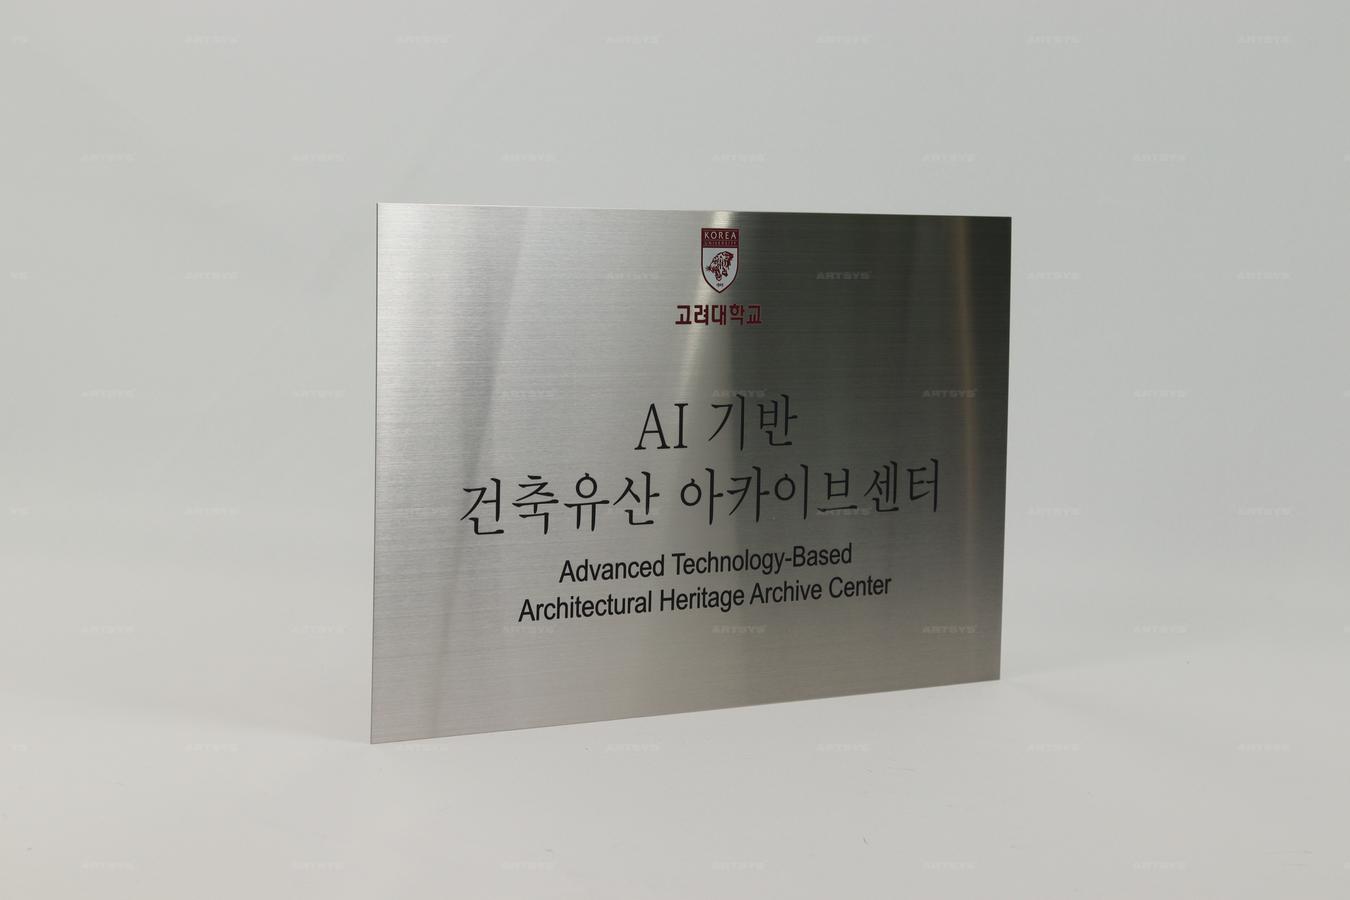 KOREA
UNIVERSITY
고려대학교
AI 기반
건축유산 아카이브센터
Advanced Technology-Based
Architectural Heritage Archive Center
ARTSYS